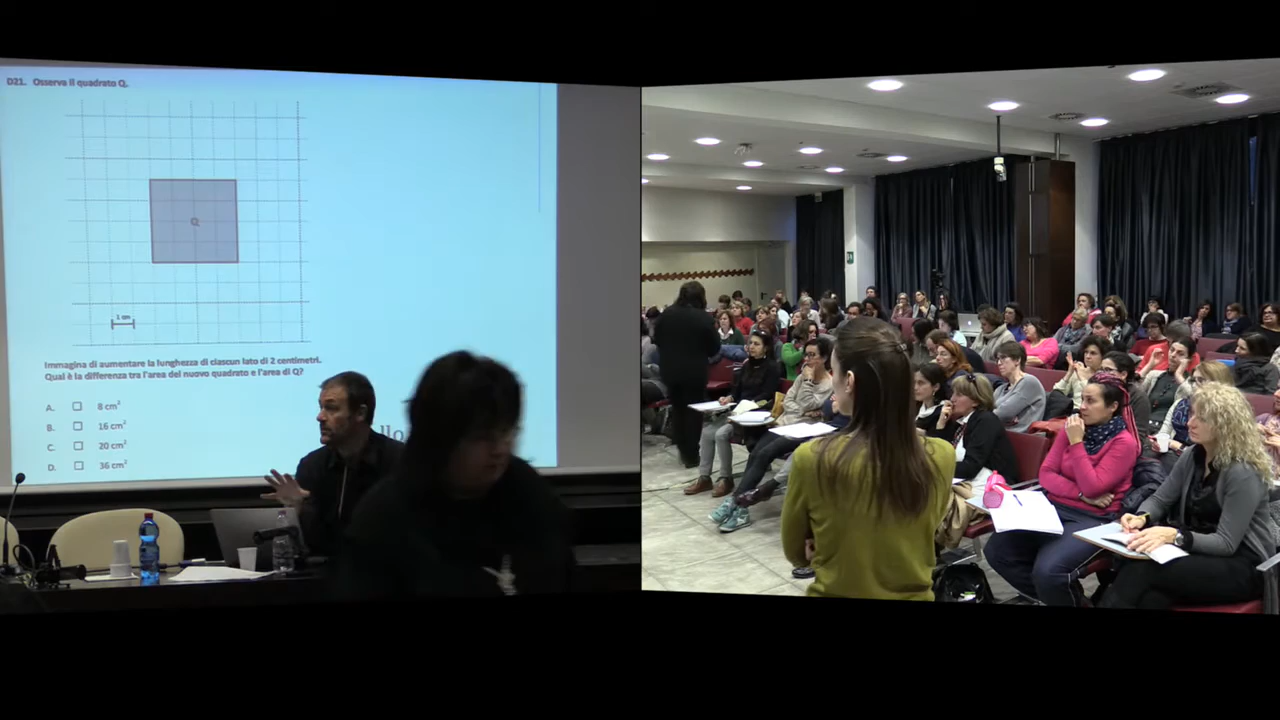 D21. Osserva il quadrato Q.
Q
1 cm
Immagina di aumentare la lunghezza di ciascun lato di 2 centimetri.
Qual è la differenza tra l'area del nuovo quadrato e l'area di Q?
A. 8 cm²
B. 16 cm²
C. 20 cm²
D. 36 cm²